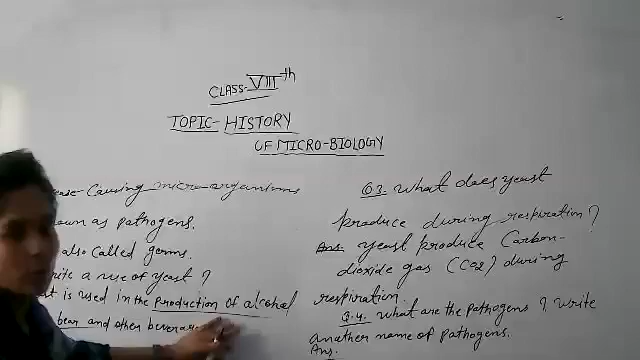 CLASS-VIIIth
TOPIC- HISTORY
OF MICRO-BIOLOGY
Causing micro-organisms
as pathogens.
also called germs.
a use of yeast ?
is used in the production of alcohol
bear and other
Q3. What does yeast
produce during respiration ?
Ans. yeast produce Carbon-
dioxide gas (CO2) during
respiration.
Q.4. What are the pathogens ? write
another name of pathogens.
Ans.